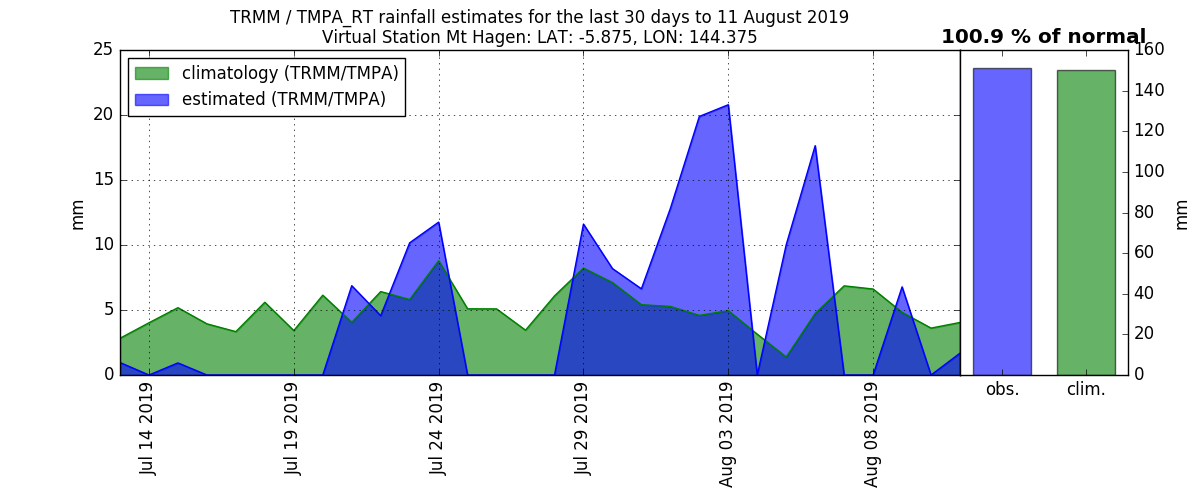 TRMM / TMPA_RT rainfall estimates for the last 30 days to 11 August 2019
Virtual Station Mt Hagen: LAT: -5.875, LON: 144.375
100.9 % of normal
climatology (TRMM/TMPA)
estimated (TRMM/TMPA)
mm
25
20
15
10
5
0
Jul 14 2019
Jul 19 2019
Jul 24 2019
Jul 29 2019
Aug 03 2019
Aug 08 2019
obs.
clim.
160
140
120
100
80
60
40
20
0
mm